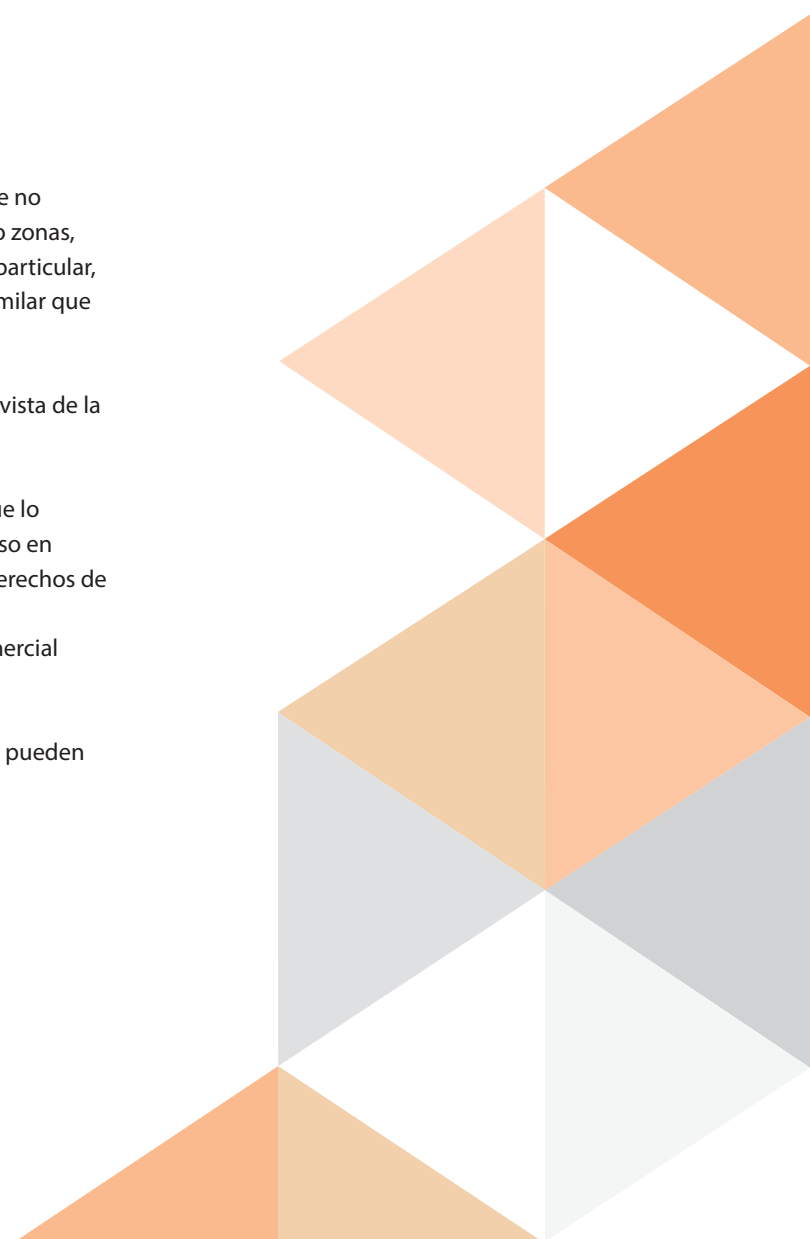 e no
o zonas,
particular,
milar que
vista de la
ue lo
so en
erechos de
nercial
pueden